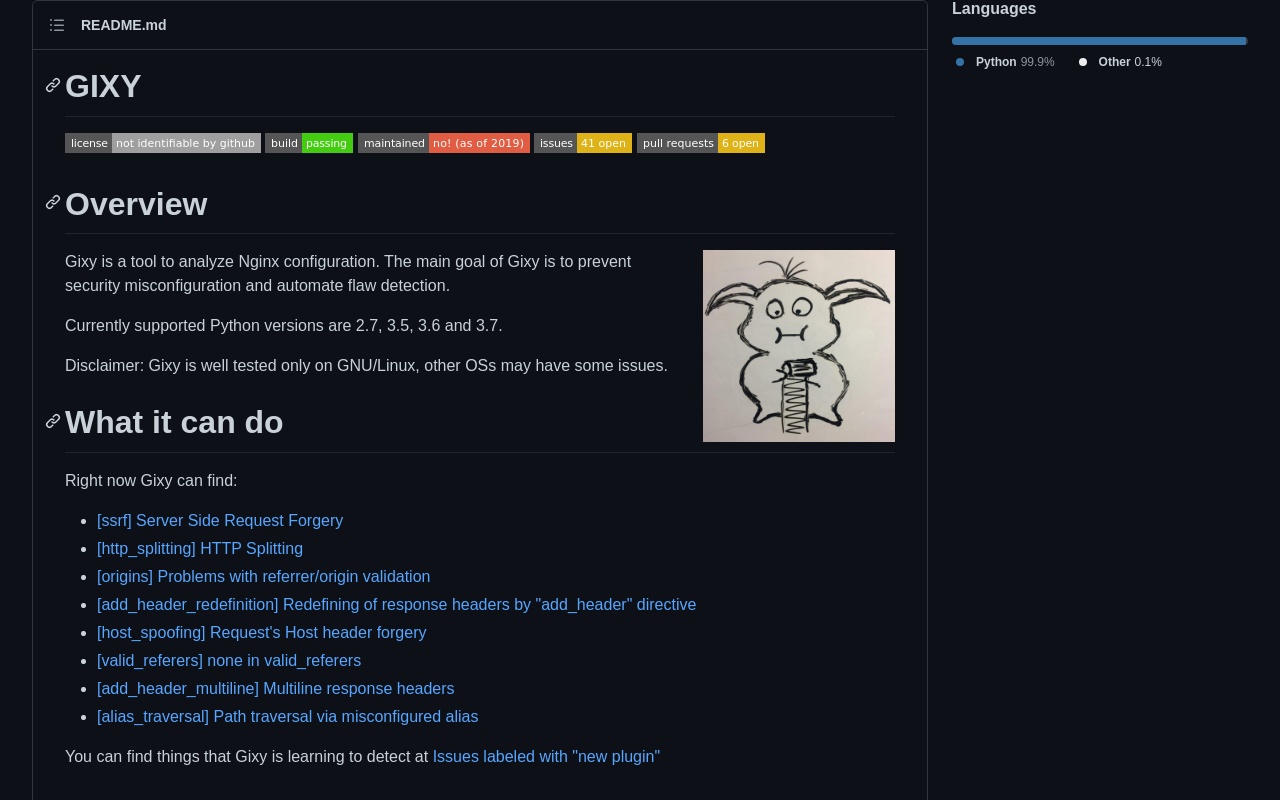 README.md
GIXY
license not identifiable by github build passing maintained no! (as of 2019) issues 41 open pull requests 6 open
Overview
Gixy is a tool to analyze Nginx configuration. The main goal of Gixy is to prevent
security misconfiguration and automate flaw detection.
Currently supported Python versions are 2.7, 3.5, 3.6 and 3.7.
Disclaimer: Gixy is well tested only on GNU/Linux, other OSs may have some issues.
What it can do
Right now Gixy can find:
[ssrf] Server Side Request Forgery
[http_splitting] HTTP Splitting
[origins] Problems with referrer/origin validation
[add_header_redefinition] Redefining of response headers by "add_header" directive
[host_spoofing] Request's Host header forgery
[valid_referers] none in valid_referers
[add_header_multiline] Multiline response headers
[alias_traversal] Path traversal via misconfigured alias
You can find things that Gixy is learning to detect at Issues labeled with "new plugin"
Languages
Python 99.9% Other 0.1%